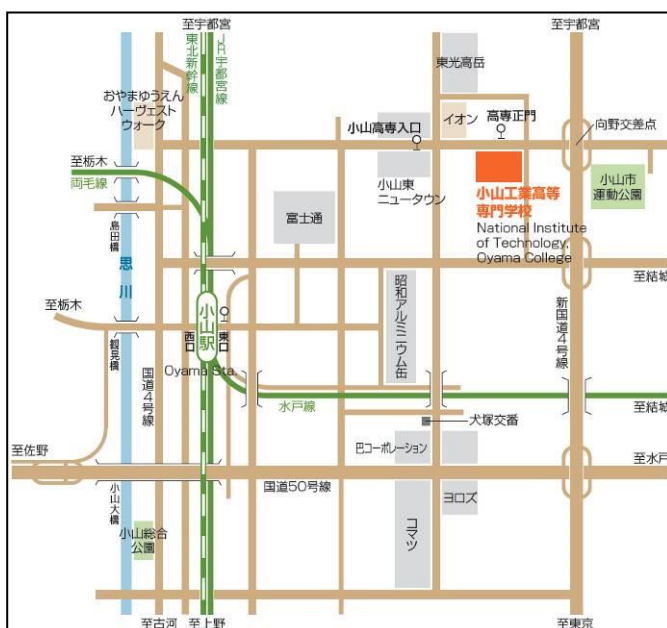 至宇都宮
至宇都宮
東北新幹線
JR宇都宮線
東光高岳
おやまゆうえん
ハーヴェスト
ウォーク
イオン
高専正門
小山高専入口
向野交差点
至栃木
両毛線
小山東
ニュータウン
小山工業高等
専門学校
National Institute
of Technology,
Oyama College
小山市
運動公園
富士通
島田橋
思川
至結城
昭和アルミニウム缶
至栃木
小山駅
西口
東口
Oyama Sta.
新国道4号線
観晃橋
国道4号線
水戸線
至結城
犬塚交番
巴コーポレーション
至佐野
至水戸
国道50号線
小山大橋
ヨロズ
コマツ
小山総合
公園
至古河
至上野
至東京